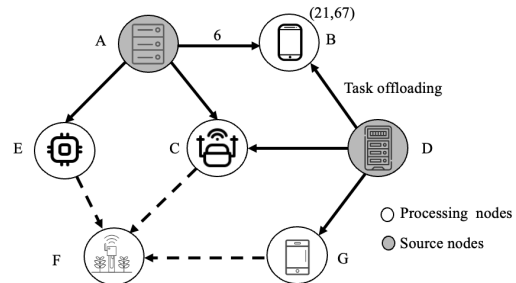 (21,67)
A
6
B
Task offloading
E
C
D
Processing nodes
Source nodes
F
G